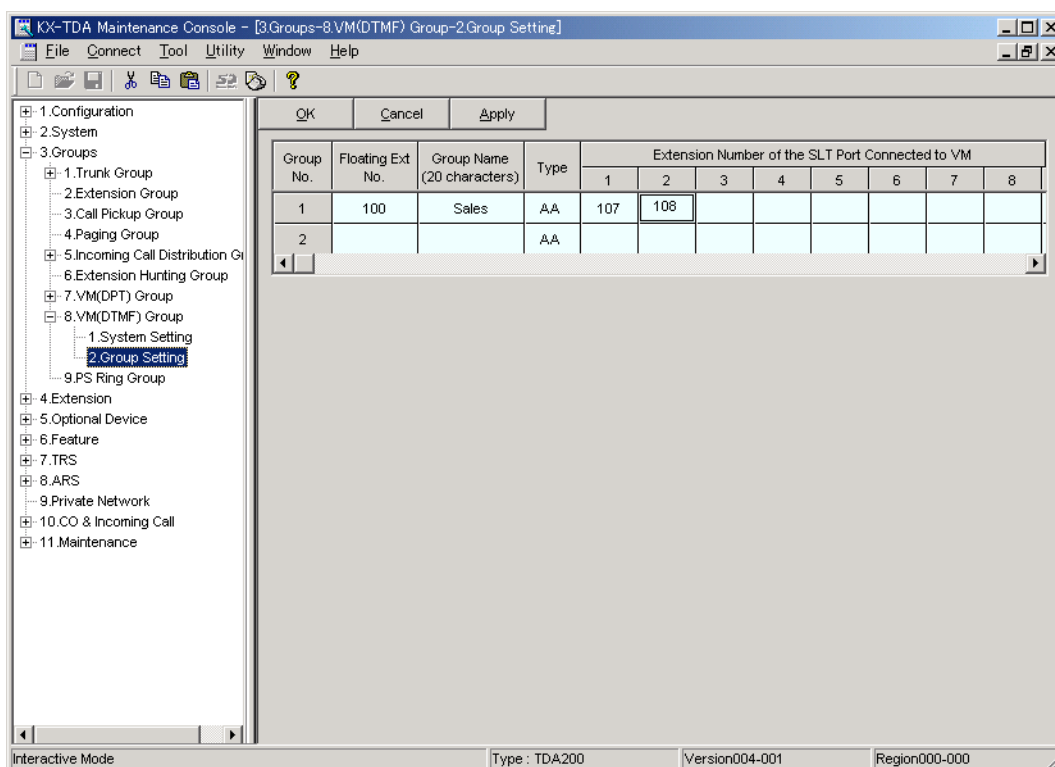 KX-TDA Maintenance Console - [3.Groups-8.VM(DTMF) Group-2.Group Setting]
File Connect Tool Utility Window Help
1.Configuration
2.System
3.Groups
1.Trunk Group
2.Extension Group
3.Call Pickup Group
4.Paging Group
5.Incoming Call Distribution Gr
6.Extension Hunting Group
7.VM(DPT) Group
8.VM(DTMF) Group
1.System Setting
2.Group Setting
9.PS Ring Group
4.Extension
5.Optional Device
6.Feature
7.TRS
8.ARS
9.Private Network
10.CO & Incoming Call
11.Maintenance
OK Cancel Apply
Group No. Floating Ext No. Group Name (20 characters) Type Extension Number of the SLT Port Connected to VM
1 2 3 4 5 6 7 8
1 100 Sales AA 107 108
2 AA
Interactive Mode Type : TDA200 Version004-001 Region000-000